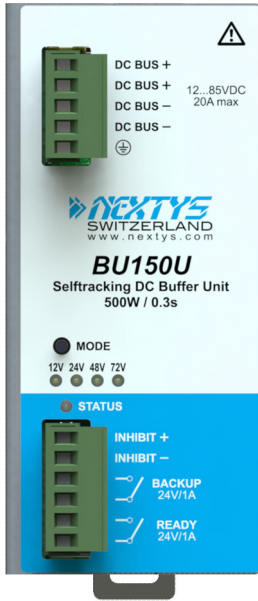 DC BUS +
DC BUS +
DC BUS −
DC BUS −
12...85VDC
20A max
NEXTYS
SWITZERLAND
www.nextys.com
BU150U
Selftracking DC Buffer Unit
500W / 0.3s
MODE
12V 24V 48V 72V
STATUS
INHIBIT +
INHIBIT −
BACKUP
24V/1A
READY
24V/1A